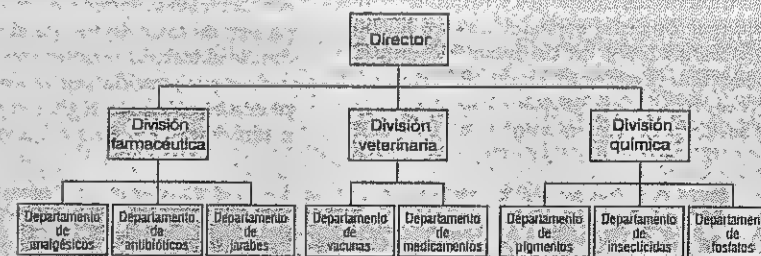 Director
División
farmacéutica
División
veterinaria
División
química
Departamento
de
analgésicos
Departamento
de
antibióticos
Departamento
de
jarabes
Departamento
de
vacunas
Departamento
de
medicamentos
Departamento
de
pigmentos
Departamento
de
insecticidas
Departamen
de
fosfatos